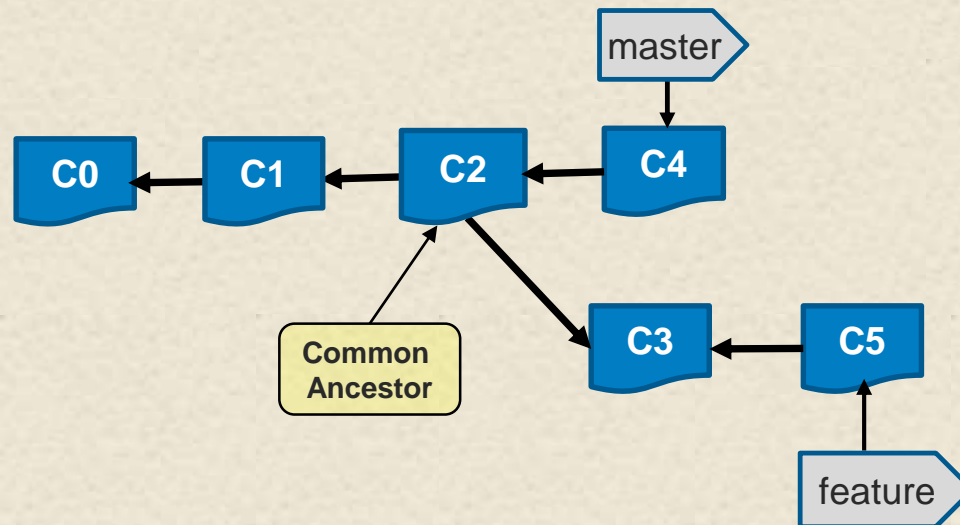 master
C0
C1
C2
C4
Common
Ancestor
C3
C5
feature